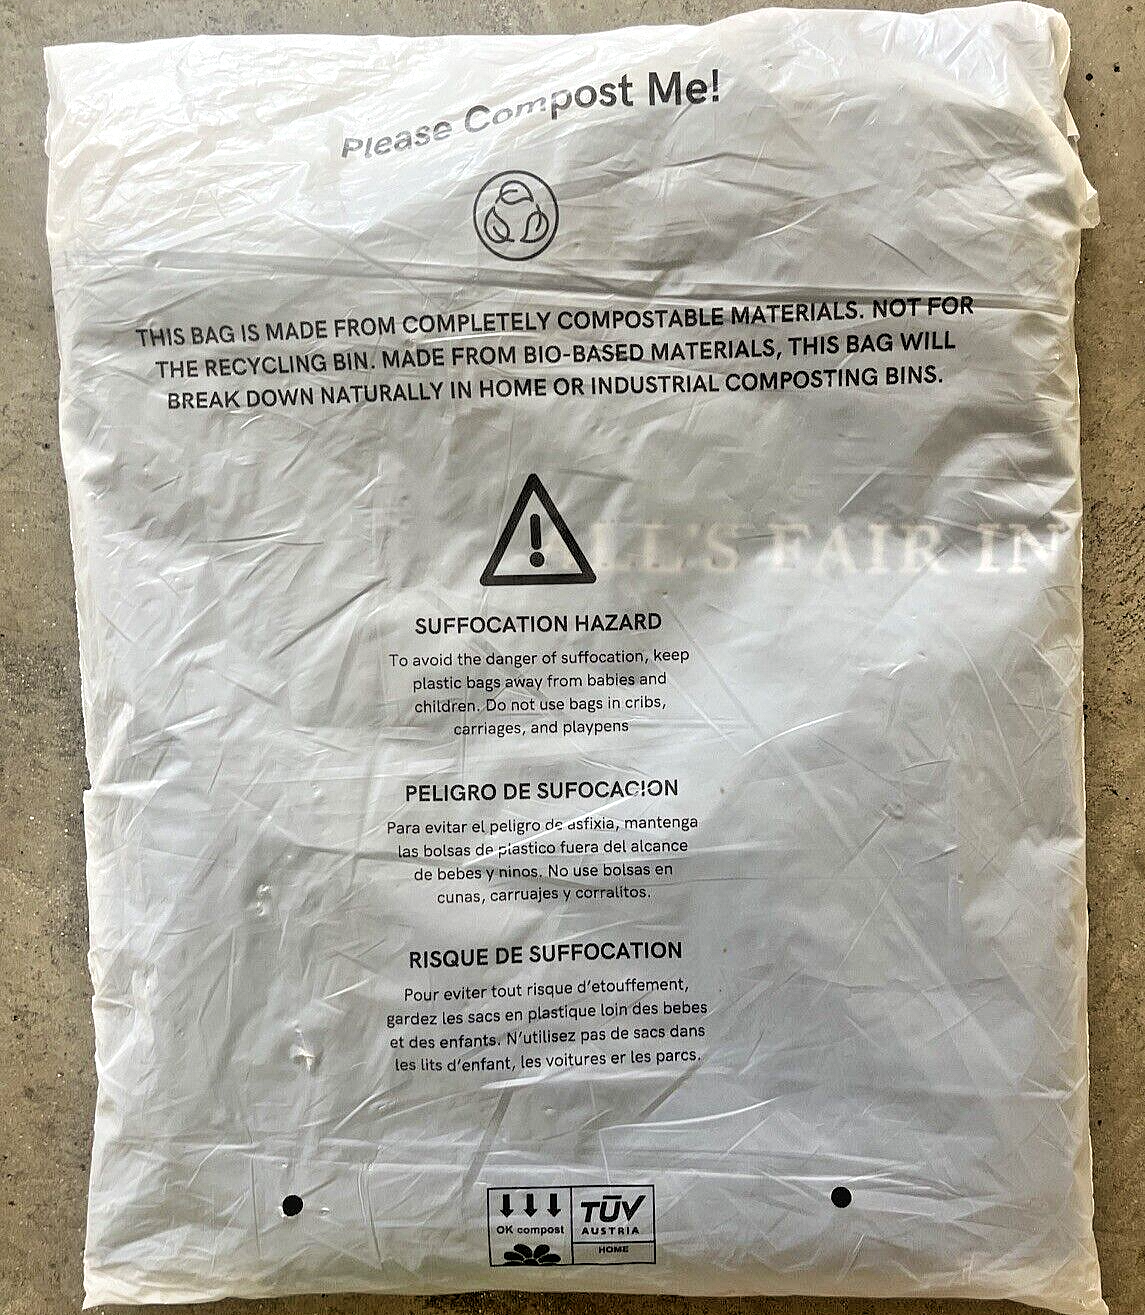 Please Compost Me!
THIS BAG IS MADE FROM COMPLETELY COMPOSTABLE MATERIALS. NOT FOR
THE RECYCLING BIN. MADE FROM BIO-BASED MATERIALS, THIS BAG WILL
BREAK DOWN NATURALLY IN HOME OR INDUSTRIAL COMPOSTING BINS.
ALL'S FAIR IN
SUFFOCATION HAZARD
To avoid the danger of suffocation, keep
plastic bags away from babies and
children. Do not use bags in cribs,
carriages, and playpens
PELIGRO DE SUFOCACION
Para evitar el peligro de asfixia, mantenga
las bolsas de plastico fuera del alcance
de bebes y ninos. No use bolsas en
cunas, carruajes y corralitos.
RISQUE DE SUFFOCATION
Pour eviter tout risque d'etouffement,
gardez les sacs en plastique loin des bebes
et des enfants. N'utilisez pas de sacs dans
les lits d'enfant, les voitures er les parcs.
OK compost
TÜV
AUSTRIA
HOME